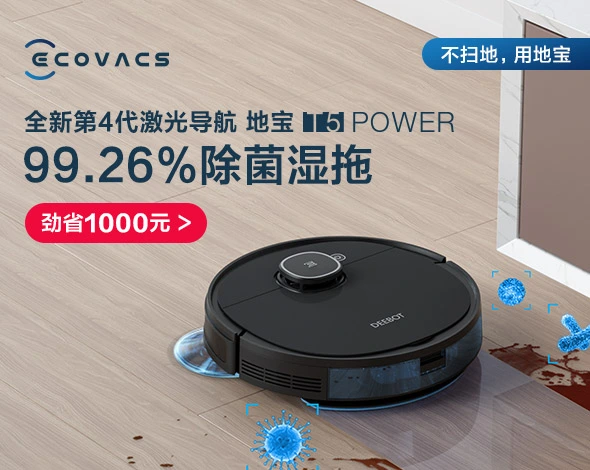 ECOVACS
不扫地，用地宝
全新第4代激光导航 地宝 T5 POWER
99.26%除菌湿拖
劲省1000元 >
DEEBOT